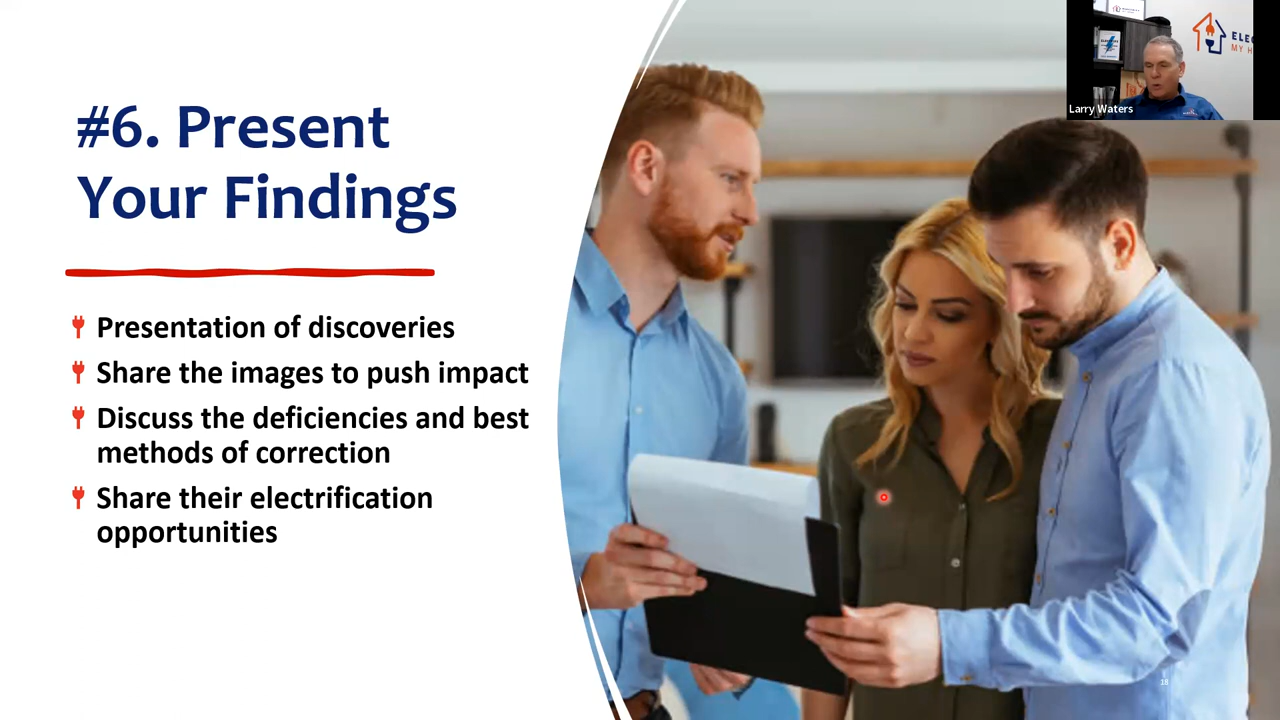 #6. Present
Your Findings
Presentation of discoveries
Share the images to push impact
Discuss the deficiencies and best
methods of correction
Share their electrification
opportunities
Larry Waters
18